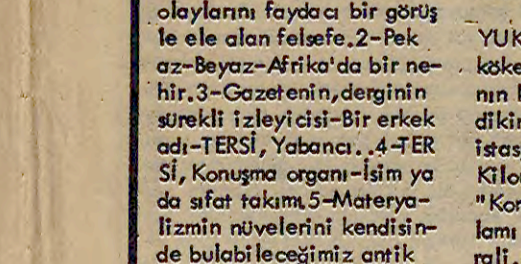 olaylarını faydacı bir görüş
le ele alan felsefe.2-Pek
az-Beyaz-Afrika'da bir ne-
hir.3-Gazetenin,derginin
sürekli izleyicisi-Bir erkek
adı-TERSİ, Yabancı..4-TER
Sİ, Konuşma organı-İsim ya
da sıfat takımı,5-Materya-
lizmin nüvelerini kendisin-
de bulabileceğimiz antik
YUK
köke
nın
dikin
istas
Kilo
"Kor
lamı
rali.